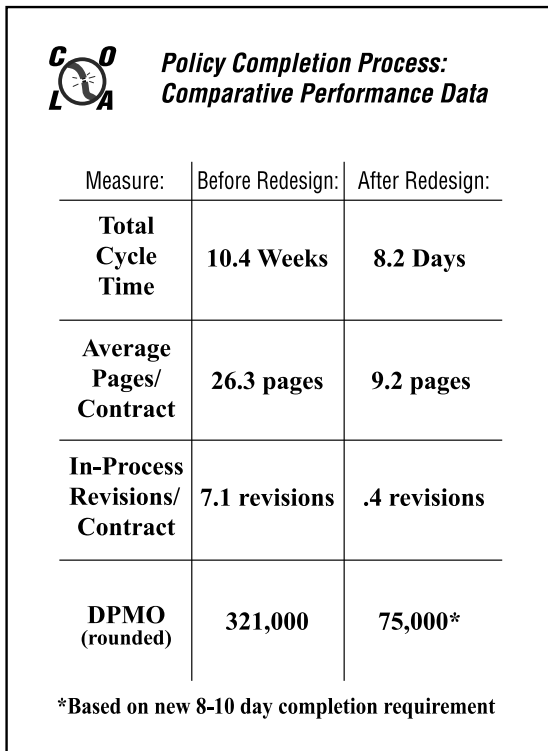 C O
L A
Policy Completion Process:
Comparative Performance Data
Measure: Before Redesign: After Redesign:
Total
Cycle
Time
10.4 Weeks 8.2 Days
Average
Pages/
Contract
26.3 pages 9.2 pages
In-Process
Revisions/
Contract
7.1 revisions .4 revisions
DPMO
(rounded)
321,000 75,000*
*Based on new 8-10 day completion requirement